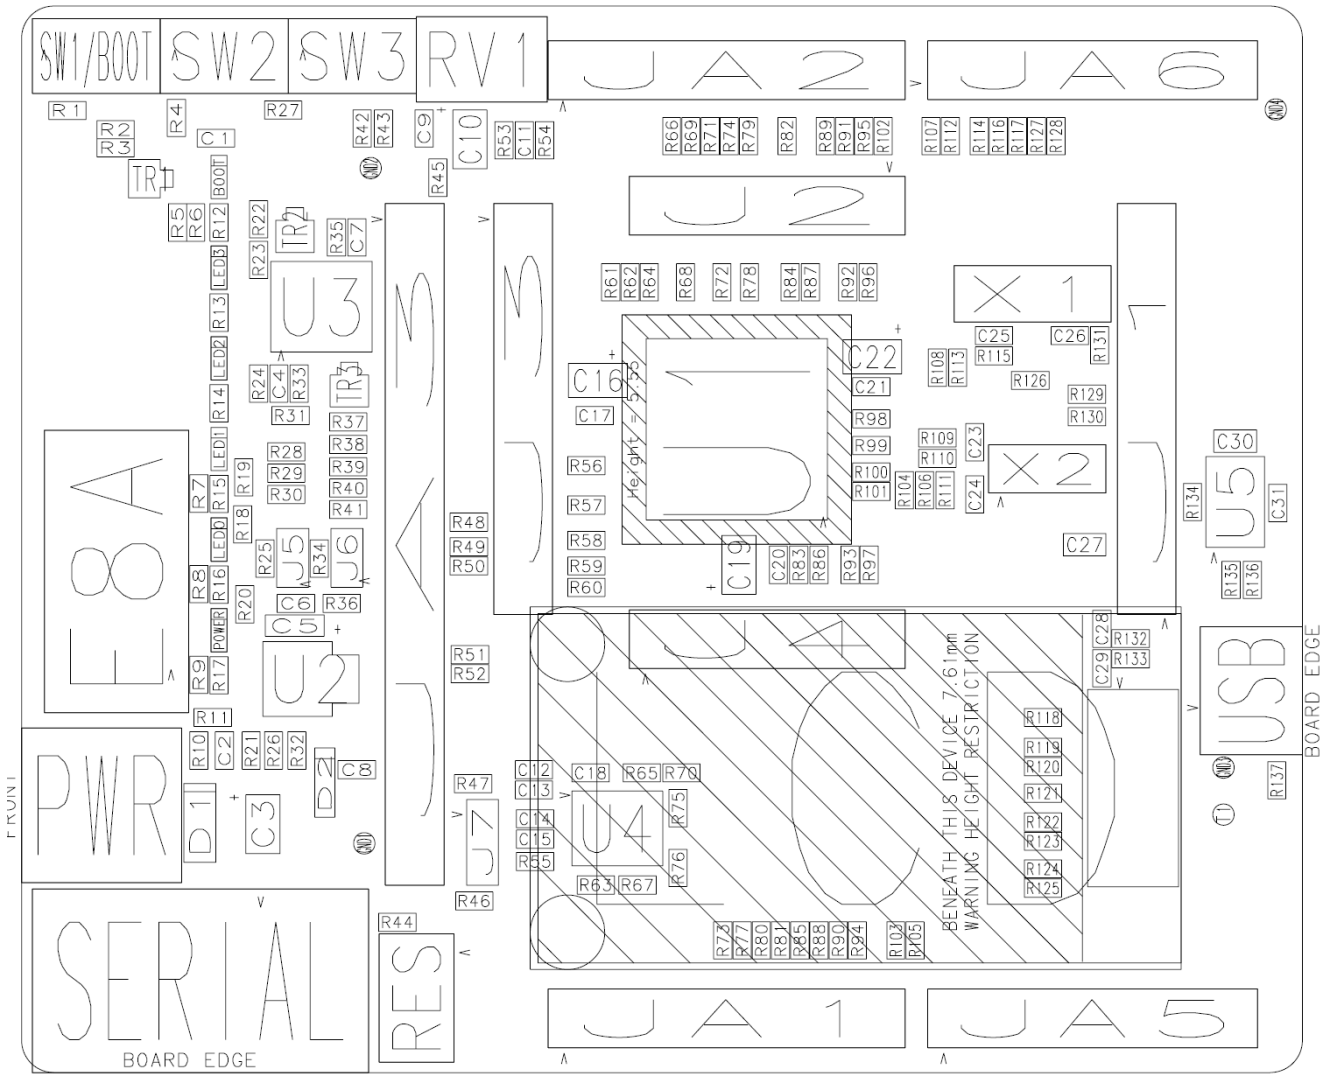 SW1/BOOT SW2 SW3 RV1 JA2 JA6
R1 R4 R27 R42 R43 C9 + C10 R53 C11 R54 R66 R69 R71 R74 R79 R82 R89 R91 R95 R102 R107 R112 R114 R116 R117 R127 R128 GND4
R2
R3 C1
TR1 BOOT GND2 R45
J2
R5 R6 R12 R22 TR2 R35 C7
R23 LED3 U3 JA3 J3 J1
R61 R62 R64 R68 R72 R78 R84 R87 R92 R96 X1
R13
C25 C26 R131
LED2 + C16 U1 + C22 R108 R113 R115
R24 C4 R33 TR3 C21 R126
R14 R31 R37 C17 R98 R129
R130
LED1 R28 R38 R56 Height = 5.55 R99 R109 C23 C30
R29 R39 R100 R110 X2 U5
E8A R7 R15 R19 R30 R40 R57 R101 R104 R106 R111 C24 R134 C31
R41
LED0 R18 R48
R25 J5 R34 J6 R49 R58 C19 + C20 R83 R86 R93 R97 C27
R50 R59
R8 R16 R60 R135 R136
R20 C6 R36
POWER C5 +
J4 C28 R132
R9 R17 U2 R51 C29 R133 USB
R52 BOARD EDGE
R11 R118
R10 C2 R21 R26 R32 R119
PWR D2 C8 R47 C12 C18 R65 R70 R120 GND3
FRONT C13 R121 R137
D1 + C3 J7 C14 U4 R75 R122 T1
GND1 C15 R123
R55 R76 R124
R63 R67 R125
BENEATH THIS DEVICE 7.61mm
WARNING HEIGHT RESTRICTION
R46
SERIAL R44 R73 R77 R80 R81 R85 R88 R90 R94 R103 R105
RES JA1 JA5
BOARD EDGE